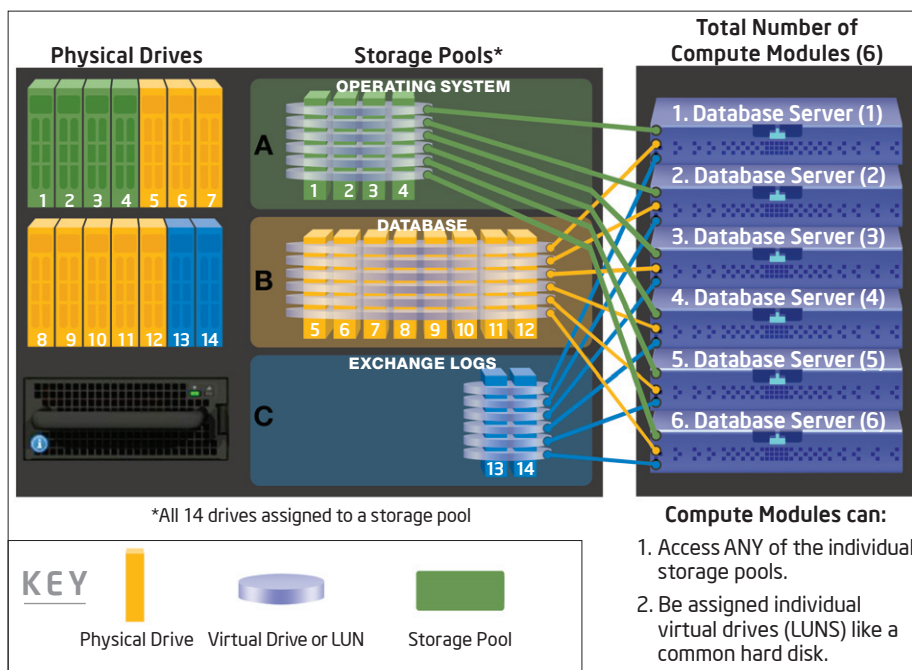 Physical Drives
Storage Pools*
Total Number of
Compute Modules (6)
1 2 3 4 5 6 7
8 9 10 11 12 13 14
OPERATING SYSTEM
A
1 2 3 4
DATABASE
B
5 6 7 8 9 10 11 12
EXCHANGE LOGS
C
13 14
1. Database Server (1)
2. Database Server (2)
3. Database Server (3)
4. Database Server (4)
5. Database Server (5)
6. Database Server (6)
*All 14 drives assigned to a storage pool
KEY
Physical Drive
Virtual Drive or LUN
Storage Pool
Compute Modules can:
1. Access ANY of the individual
storage pools.
2. Be assigned individual
virtual drives (LUNS) like a
common hard disk.